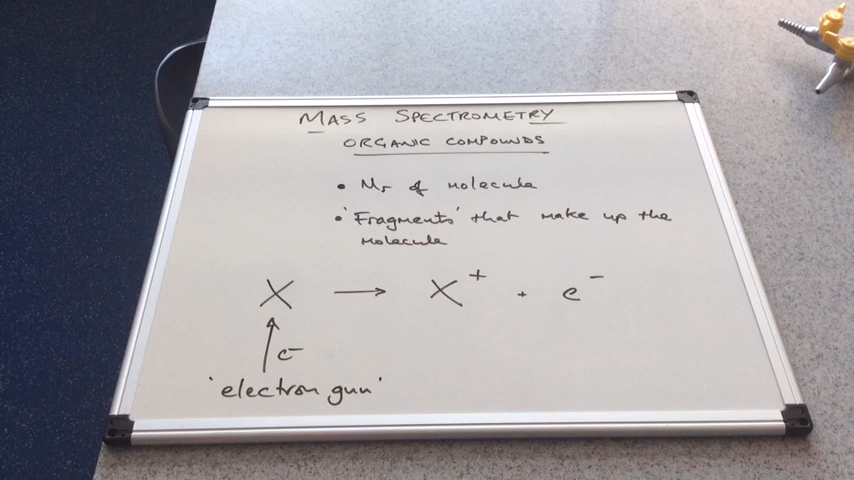 MASS SPECTROMETRY
ORGANIC COMPOUNDS
• Mr of molecule
• 'Fragments' that make up the
molecule
X → X+ + e-
e-
'electron gun'